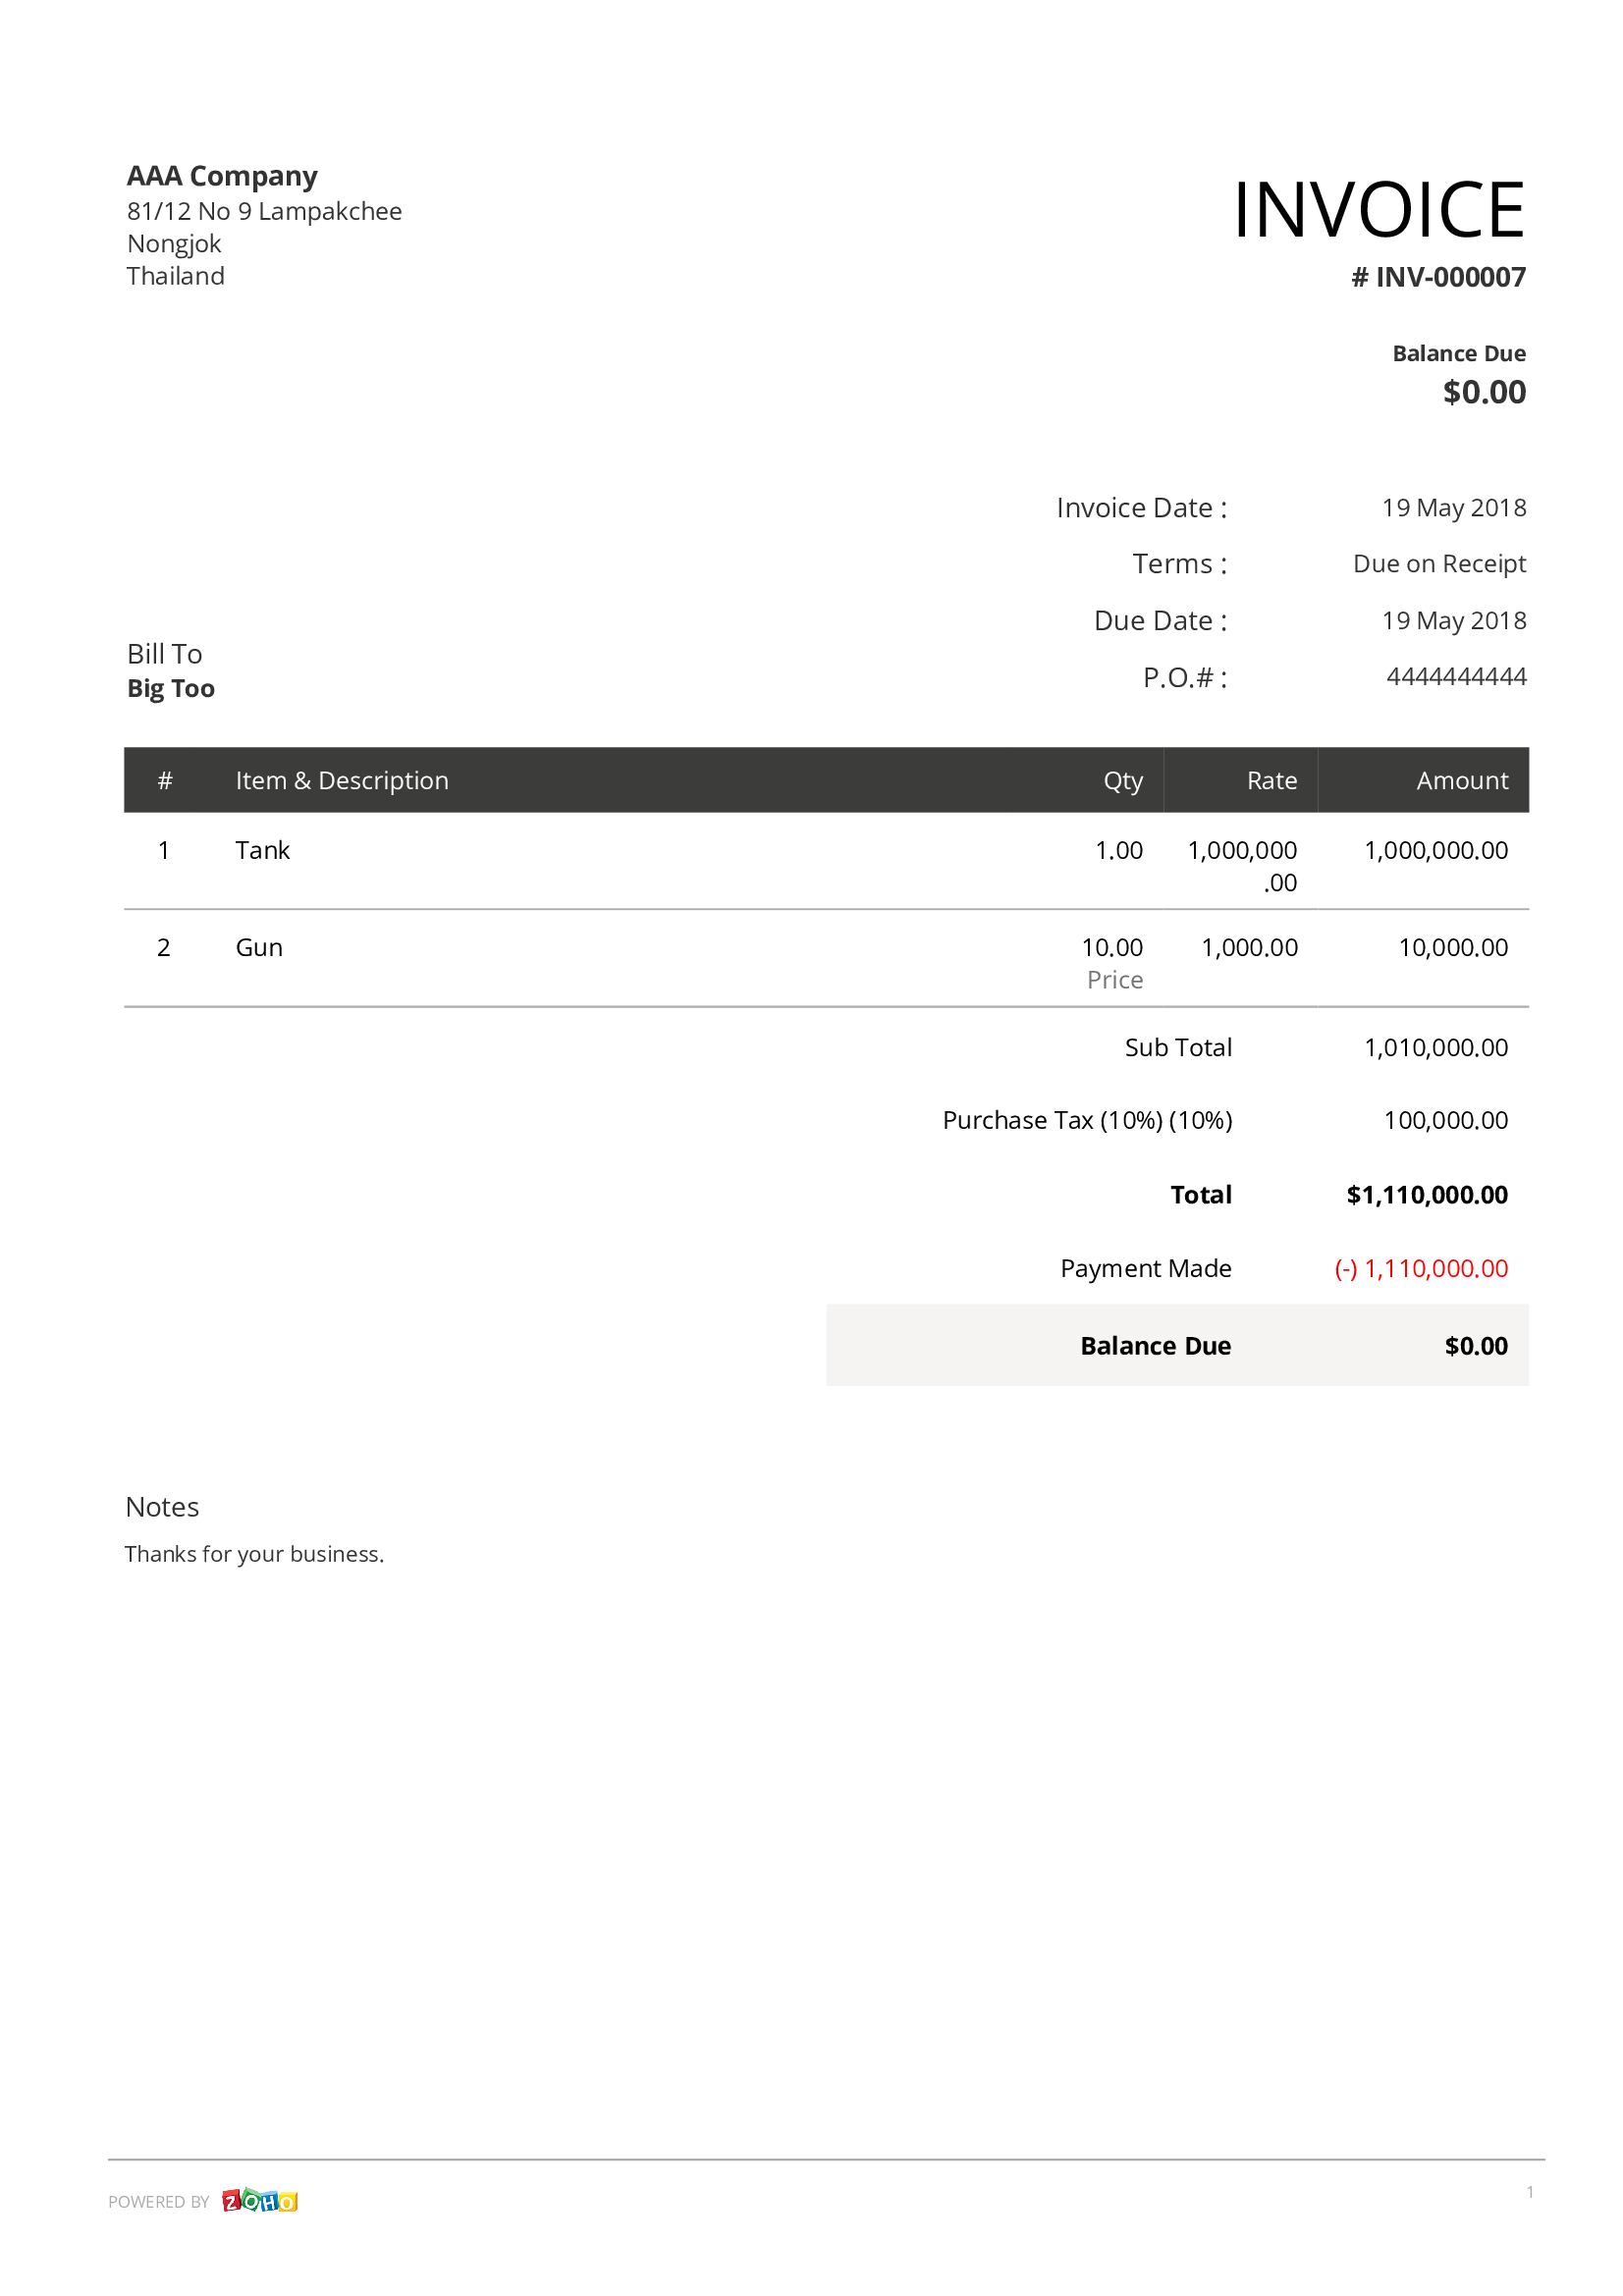 AAA Company
81/12 No 9 Lampakchee
Nongjok
Thailand
INVOICE
# INV-000007
Balance Due
$0.00
Invoice Date : 19 May 2018
Terms : Due on Receipt
Due Date : 19 May 2018
P.O.# : 4444444444
Bill To
Big Too
# Item & Description Qty Rate Amount
1 Tank 1.00 1,000,000 1,000,000.00
.00
2 Gun 10.00 1,000.00 10,000.00
Price
Sub Total 1,010,000.00
Purchase Tax (10%) (10%) 100,000.00
Total $1,110,000.00
Payment Made (-) 1,110,000.00
Balance Due $0.00
Notes
Thanks for your business.
POWERED BY ZOHO 1